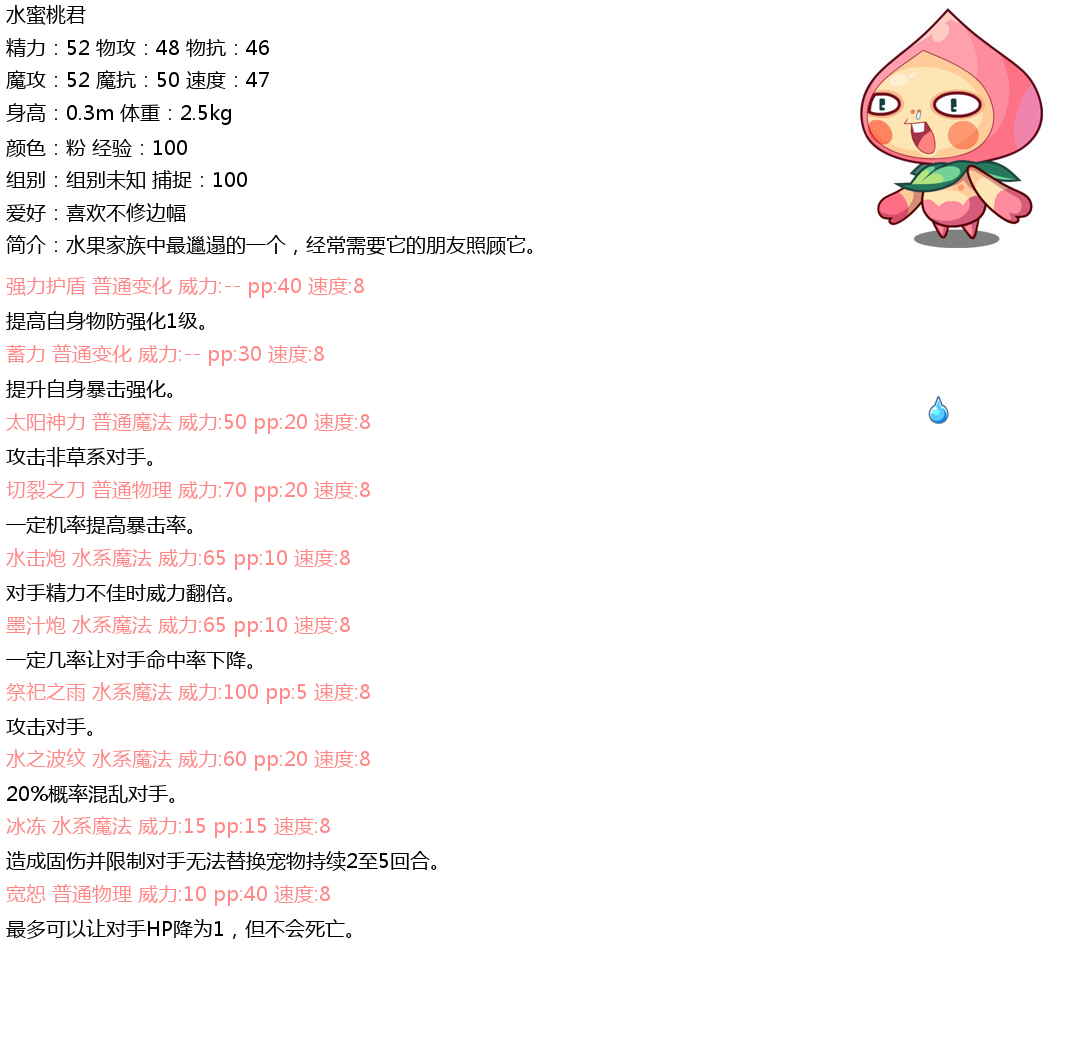 水蜜桃君
精力：52 物攻：48 物抗：46
魔攻：52 魔抗：50 速度：47
身高：0.3m 体重：2.5kg
颜色：粉 经验：100
组别：组别未知 捕捉：100
爱好：喜欢不修边幅
简介：水果家族中最邋遢的一个，经常需要它的朋友照顾它。
强力护盾 普通变化 威力:-- pp:40 速度:8
提高自身物防强化1级。
蓄力 普通变化 威力:-- pp:30 速度:8
提升自身暴击强化。
太阳神力 普通魔法 威力:50 pp:20 速度:8
攻击非草系对手。
切裂之刀 普通物理 威力:70 pp:20 速度:8
一定机率提高暴击率。
水击炮 水系魔法 威力:65 pp:10 速度:8
对手精力不佳时威力翻倍。
墨汁炮 水系魔法 威力:65 pp:10 速度:8
一定几率让对手命中率下降。
祭祀之雨 水系魔法 威力:100 pp:5 速度:8
攻击对手。
水之波纹 水系魔法 威力:60 pp:20 速度:8
20%概率混乱对手。
冰冻 水系魔法 威力:15 pp:15 速度:8
造成固伤并限制对手无法替换宠物持续2至5回合。
宽恕 普通物理 威力:10 pp:40 速度:8
最多可以让对手HP降为1，但不会死亡。